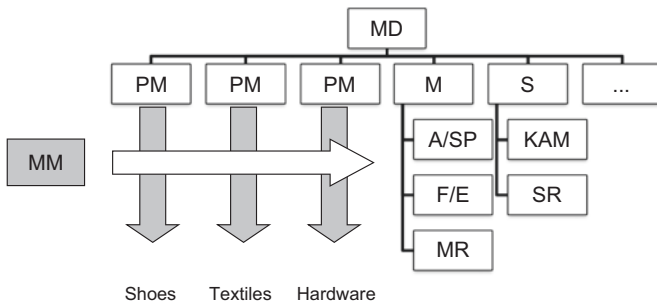 MD
PM PM PM M S ...
A/SP KAM
MM
F/E SR
MR
Shoes Textiles Hardware